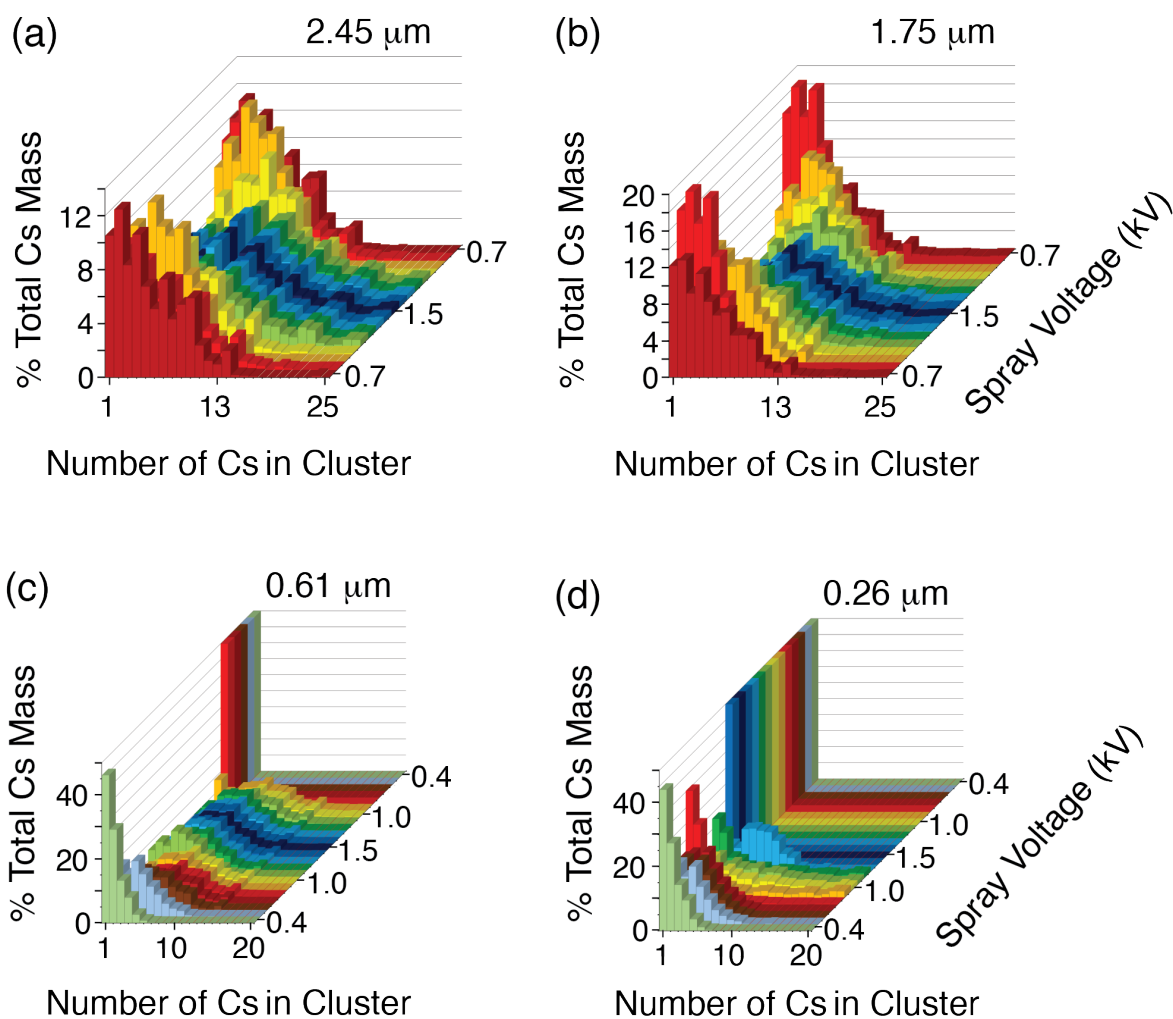 (a)
2.45 μm
% Total Cs Mass
12
8
4
0
1
13
25
0.7
1.5
0.7
Number of Cs in Cluster
(b)
1.75 μm
% Total Cs Mass
20
16
12
8
4
0
1
13
25
0.7
1.5
0.7
Spray Voltage (kV)
Number of Cs in Cluster
(c)
0.61 μm
% Total Cs Mass
40
20
0
1
10
20
0.4
1.0
1.5
1.0
0.4
Number of Cs in Cluster
(d)
0.26 μm
% Total Cs Mass
40
20
0
1
10
20
0.4
1.0
1.5
1.0
0.4
Spray Voltage (kV)
Number of Cs in Cluster